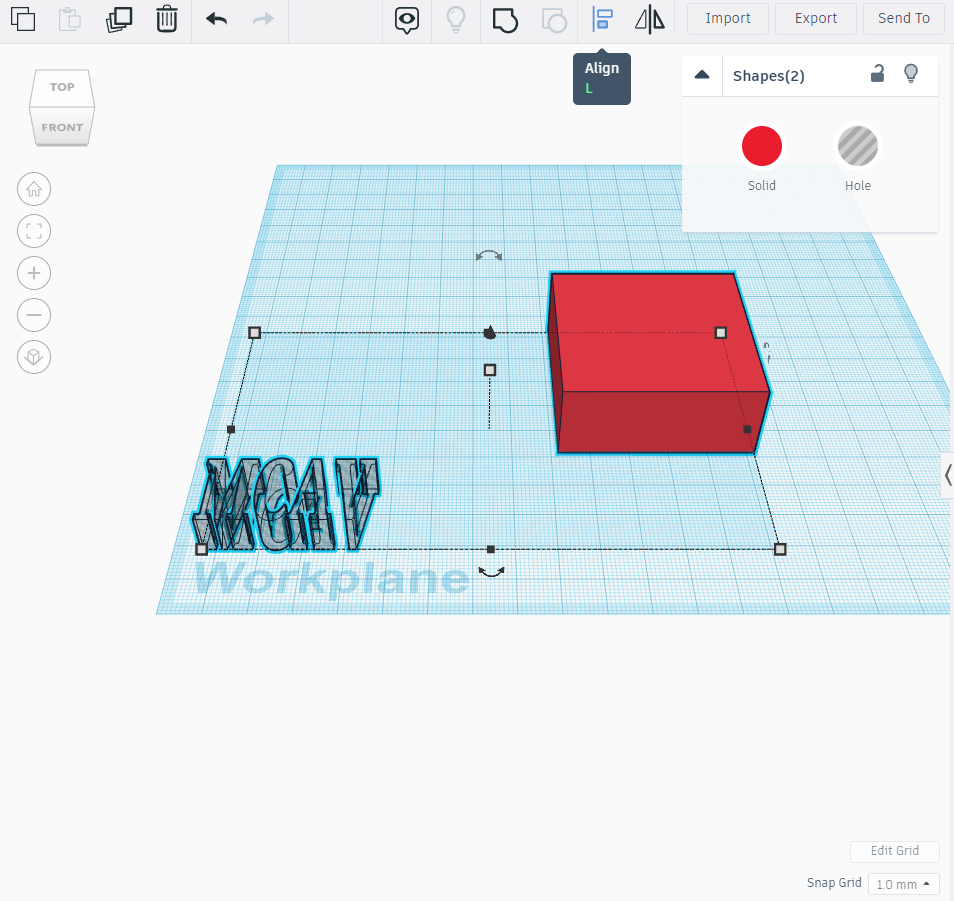 Import
Export
Send To
Align
L
Shapes(2)
Solid
Hole
TOP
FRONT
Workplane
Edit Grid
Snap Grid
1.0 mm